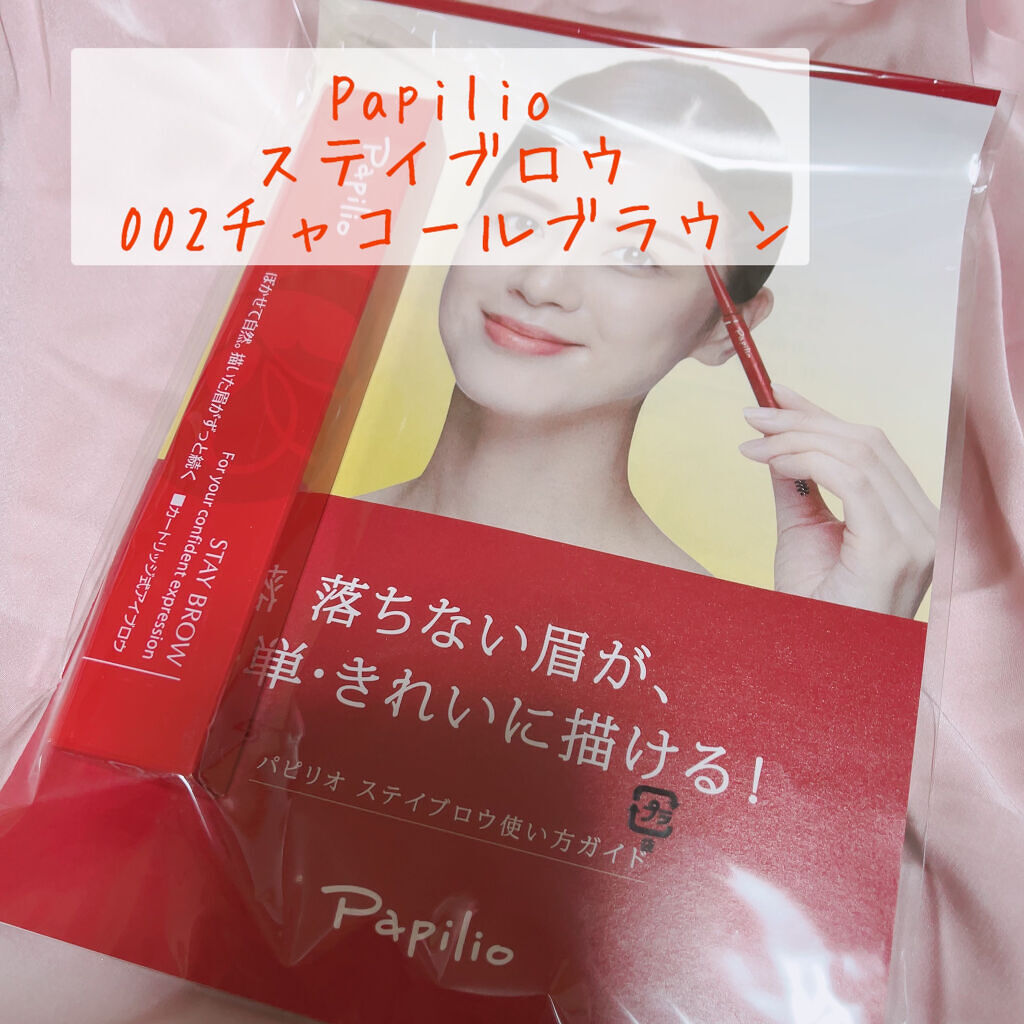 Papilio
ステイブロウ
002チャコールブラウン
Papilio
ぼかせて自然。描いた眉がずっと続く
For your confident expression
STAY BROW
■カートリッジ式アイブロウ
Papilio
落ちない眉が、
単・きれいに描ける!
パピリオ ステイブロウ使い方ガイド
プラ
Papilio